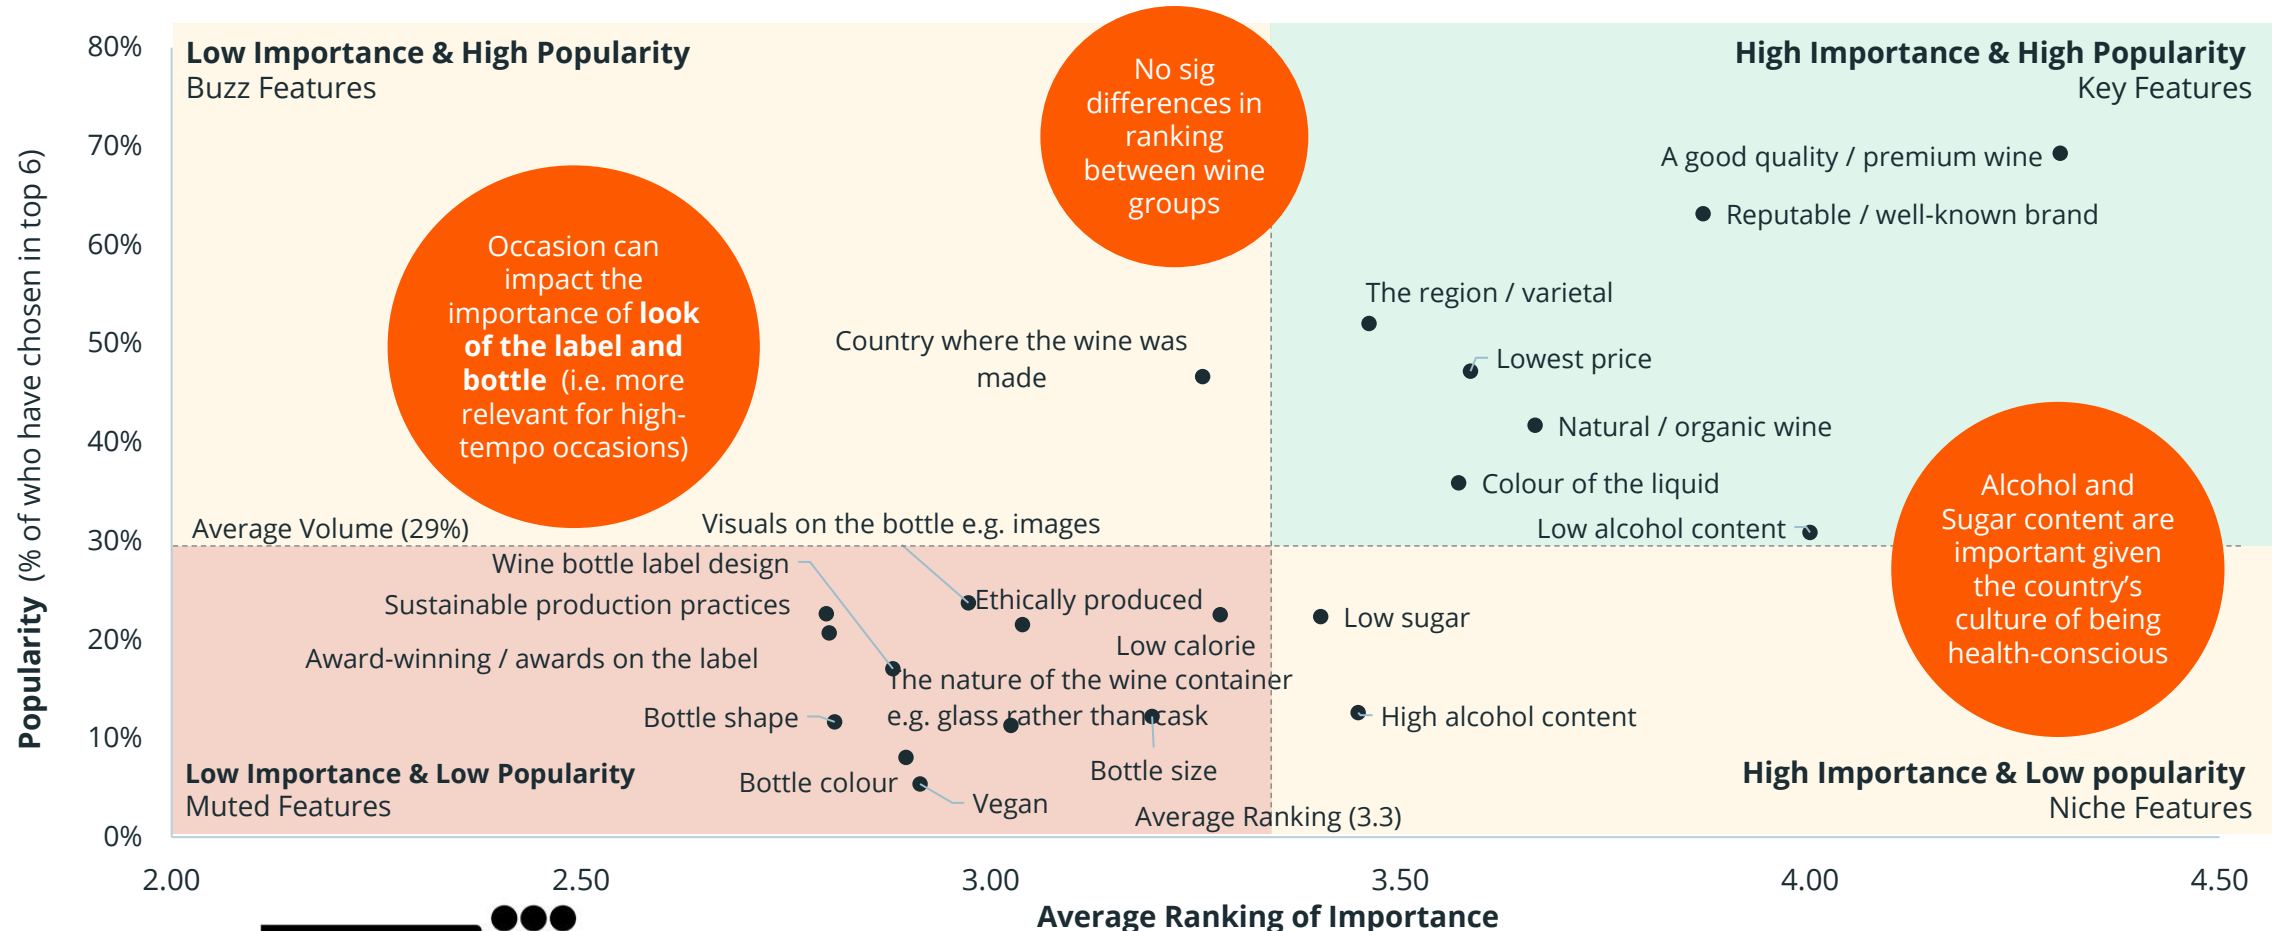 80%
70%
60%
50%
40%
30%
20%
10%
0%
Popularity (% of who have chosen in top 6)
Low Importance & High Popularity
Buzz Features
High Importance & High Popularity
Key Features
No sig
differences in
ranking
between wine
groups
Occasion can
impact the
importance of look
of the label and
bottle (i.e. more
relevant for high-
tempo occasions)
A good quality / premium wine
Reputable / well-known brand
The region / varietal
Country where the wine was
made
Lowest price
Natural / organic wine
Colour of the liquid
Low alcohol content
Alcohol and
Sugar content are
important given
the country's
culture of being
health-conscious
Average Volume (29%)
Visuals on the bottle e.g. images
Wine bottle label design
Sustainable production practices
Ethically produced
Low calorie
Low sugar
Award-winning / awards on the label
The nature of the wine container
e.g. glass rather than cask
Bottle shape
High alcohol content
Bottle size
Bottle colour
Vegan
Low Importance & Low Popularity
Muted Features
High Importance & Low popularity
Niche Features
Average Ranking (3.3)
2.00
2.50
3.00
3.50
4.00
4.50
Average Ranking of Importance